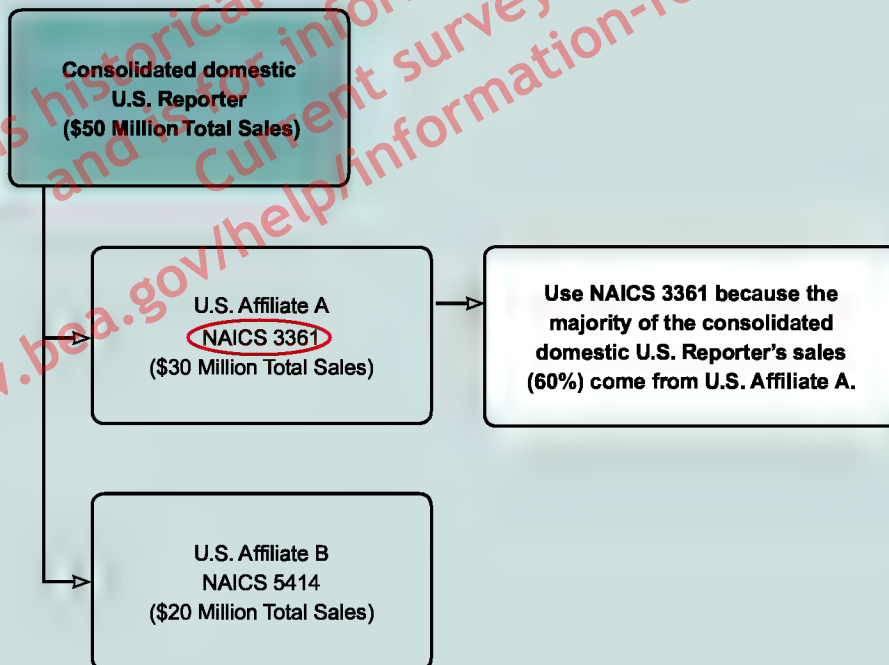 s historical
and is for infor
Current survey
.bea.gov/help/information-r
Consolidated domestic
U.S. Reporter
($50 Million Total Sales)
U.S. Affiliate A
NAICS 3361
($30 Million Total Sales)
Use NAICS 3361 because the
majority of the consolidated
domestic U.S. Reporter’s sales
(60%) come from U.S. Affiliate A.
U.S. Affiliate B
NAICS 5414
($20 Million Total Sales)